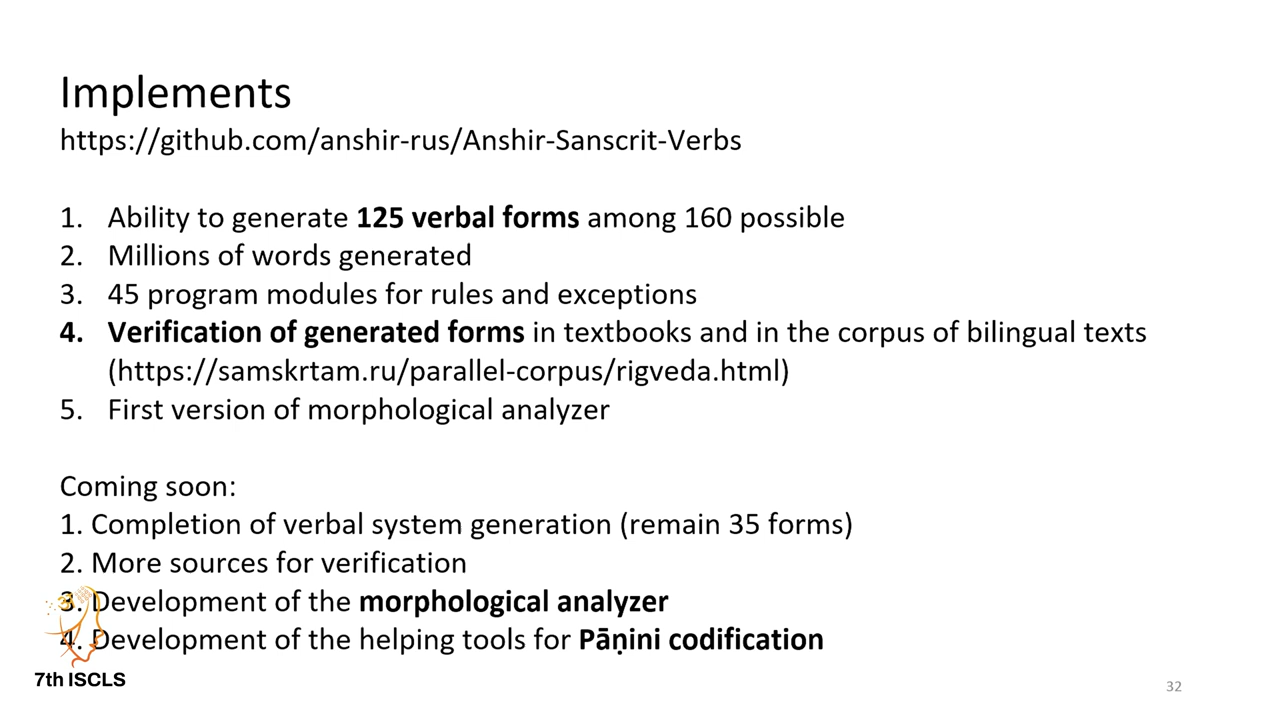 Implements
https://github.com/anshir-rus/Anshir-Sanscrit-Verbs
1. Ability to generate 125 verbal forms among 160 possible
2. Millions of words generated
3. 45 program modules for rules and exceptions
4. Verification of generated forms in textbooks and in the corpus of bilingual texts
(https://samskrtam.ru/parallel-corpus/rigveda.html)
5. First version of morphological analyzer
Coming soon:
1. Completion of verbal system generation (remain 35 forms)
2. More sources for verification
3. Development of the morphological analyzer
4. Development of the helping tools for Pāṇini codification
7th ISCLS
32